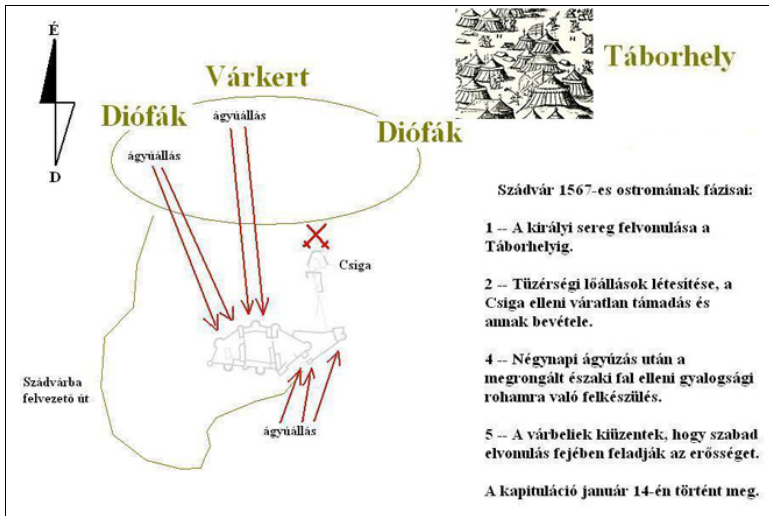 É
Várkert
Táborhely
Diófák
ágyúállás
Diófák
ágyúállás
D
Szádvár 1567-es ostromának fázisai:
1 -- A királyi sereg felvonulása a
Táborhelyig.
Csiga
2 -- Tüzérségi lőállások létesítése, a
Csiga elleni váratlan támadás és
annak bevétele.
4 -- Négynapi ágyúzás után a
megrongált északi fal elleni gyalogsági
rohamra való felkészülés.
Szádvárba
felvezető út
ágyúállás
5 -- A várbeliek kiüzentek, hogy szabad
elvonulás fejében feladják az erősséget.
A kapituláció január 14-én történt meg.